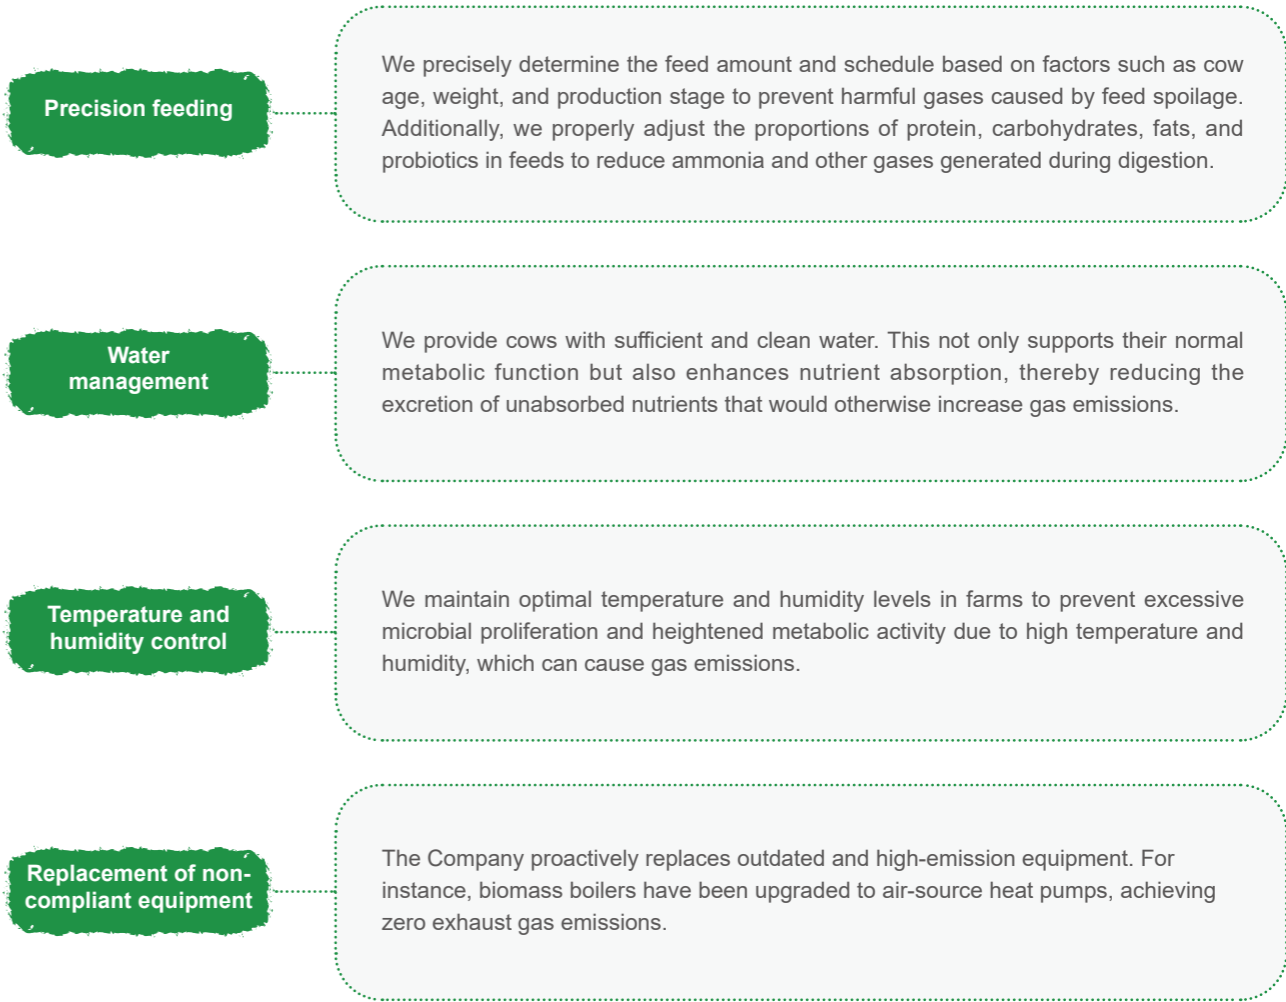 Precision feeding
We precisely determine the feed amount and schedule based on factors such as cow
age, weight, and production stage to prevent harmful gases caused by feed spoilage.
Additionally, we properly adjust the proportions of protein, carbohydrates, fats, and
probiotics in feeds to reduce ammonia and other gases generated during digestion.
Water
management
We provide cows with sufficient and clean water. This not only supports their normal
metabolic function but also enhances nutrient absorption, thereby reducing the
excretion of unabsorbed nutrients that would otherwise increase gas emissions.
Temperature and
humidity control
We maintain optimal temperature and humidity levels in farms to prevent excessive
microbial proliferation and heightened metabolic activity due to high temperature and
humidity, which can cause gas emissions.
Replacement of non-
compliant equipment
The Company proactively replaces outdated and high-emission equipment. For
instance, biomass boilers have been upgraded to air-source heat pumps, achieving
zero exhaust gas emissions.